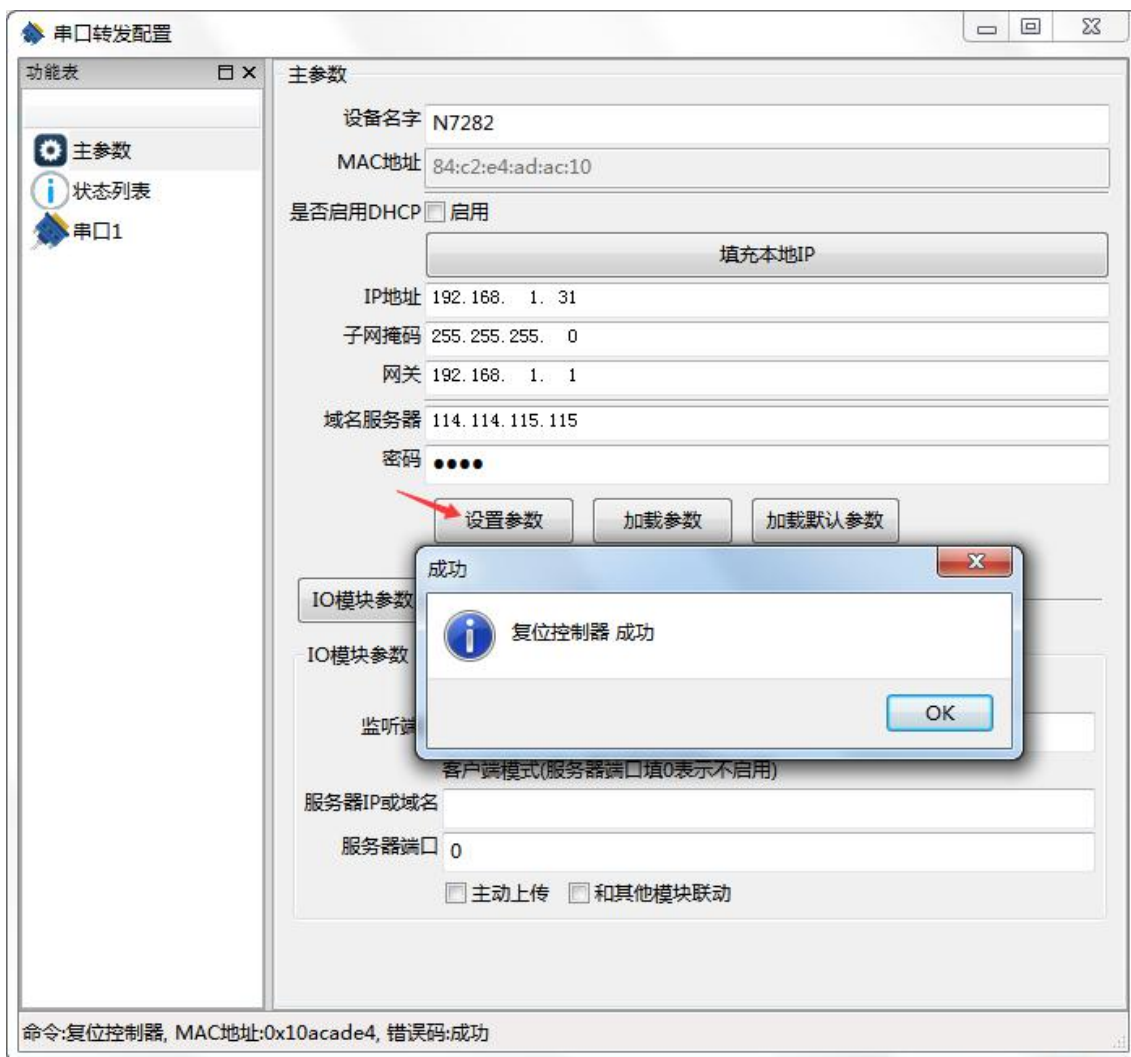 串口转发配置
功能表
主参数
状态列表
串口1
主参数
设备名字 N7282
MAC地址 84:c2:e4:ad:ac:10
是否启用DHCP 启用
填充本地IP
IP地址 192.168. 1. 31
子网掩码 255.255.255. 0
网关 192.168. 1. 1
域名服务器 114.114.115.115
密码 ●●●●
设置参数 加载参数 加载默认参数
成功
复位控制器 成功
OK
IO模块参数
IO模块参数
监听端
客户端模式(服务器端口填0表示不启用)
服务器IP或域名
服务器端口 0
主动上传 和其他模块联动
命令:复位控制器, MAC地址:0x10acade4, 错误码:成功